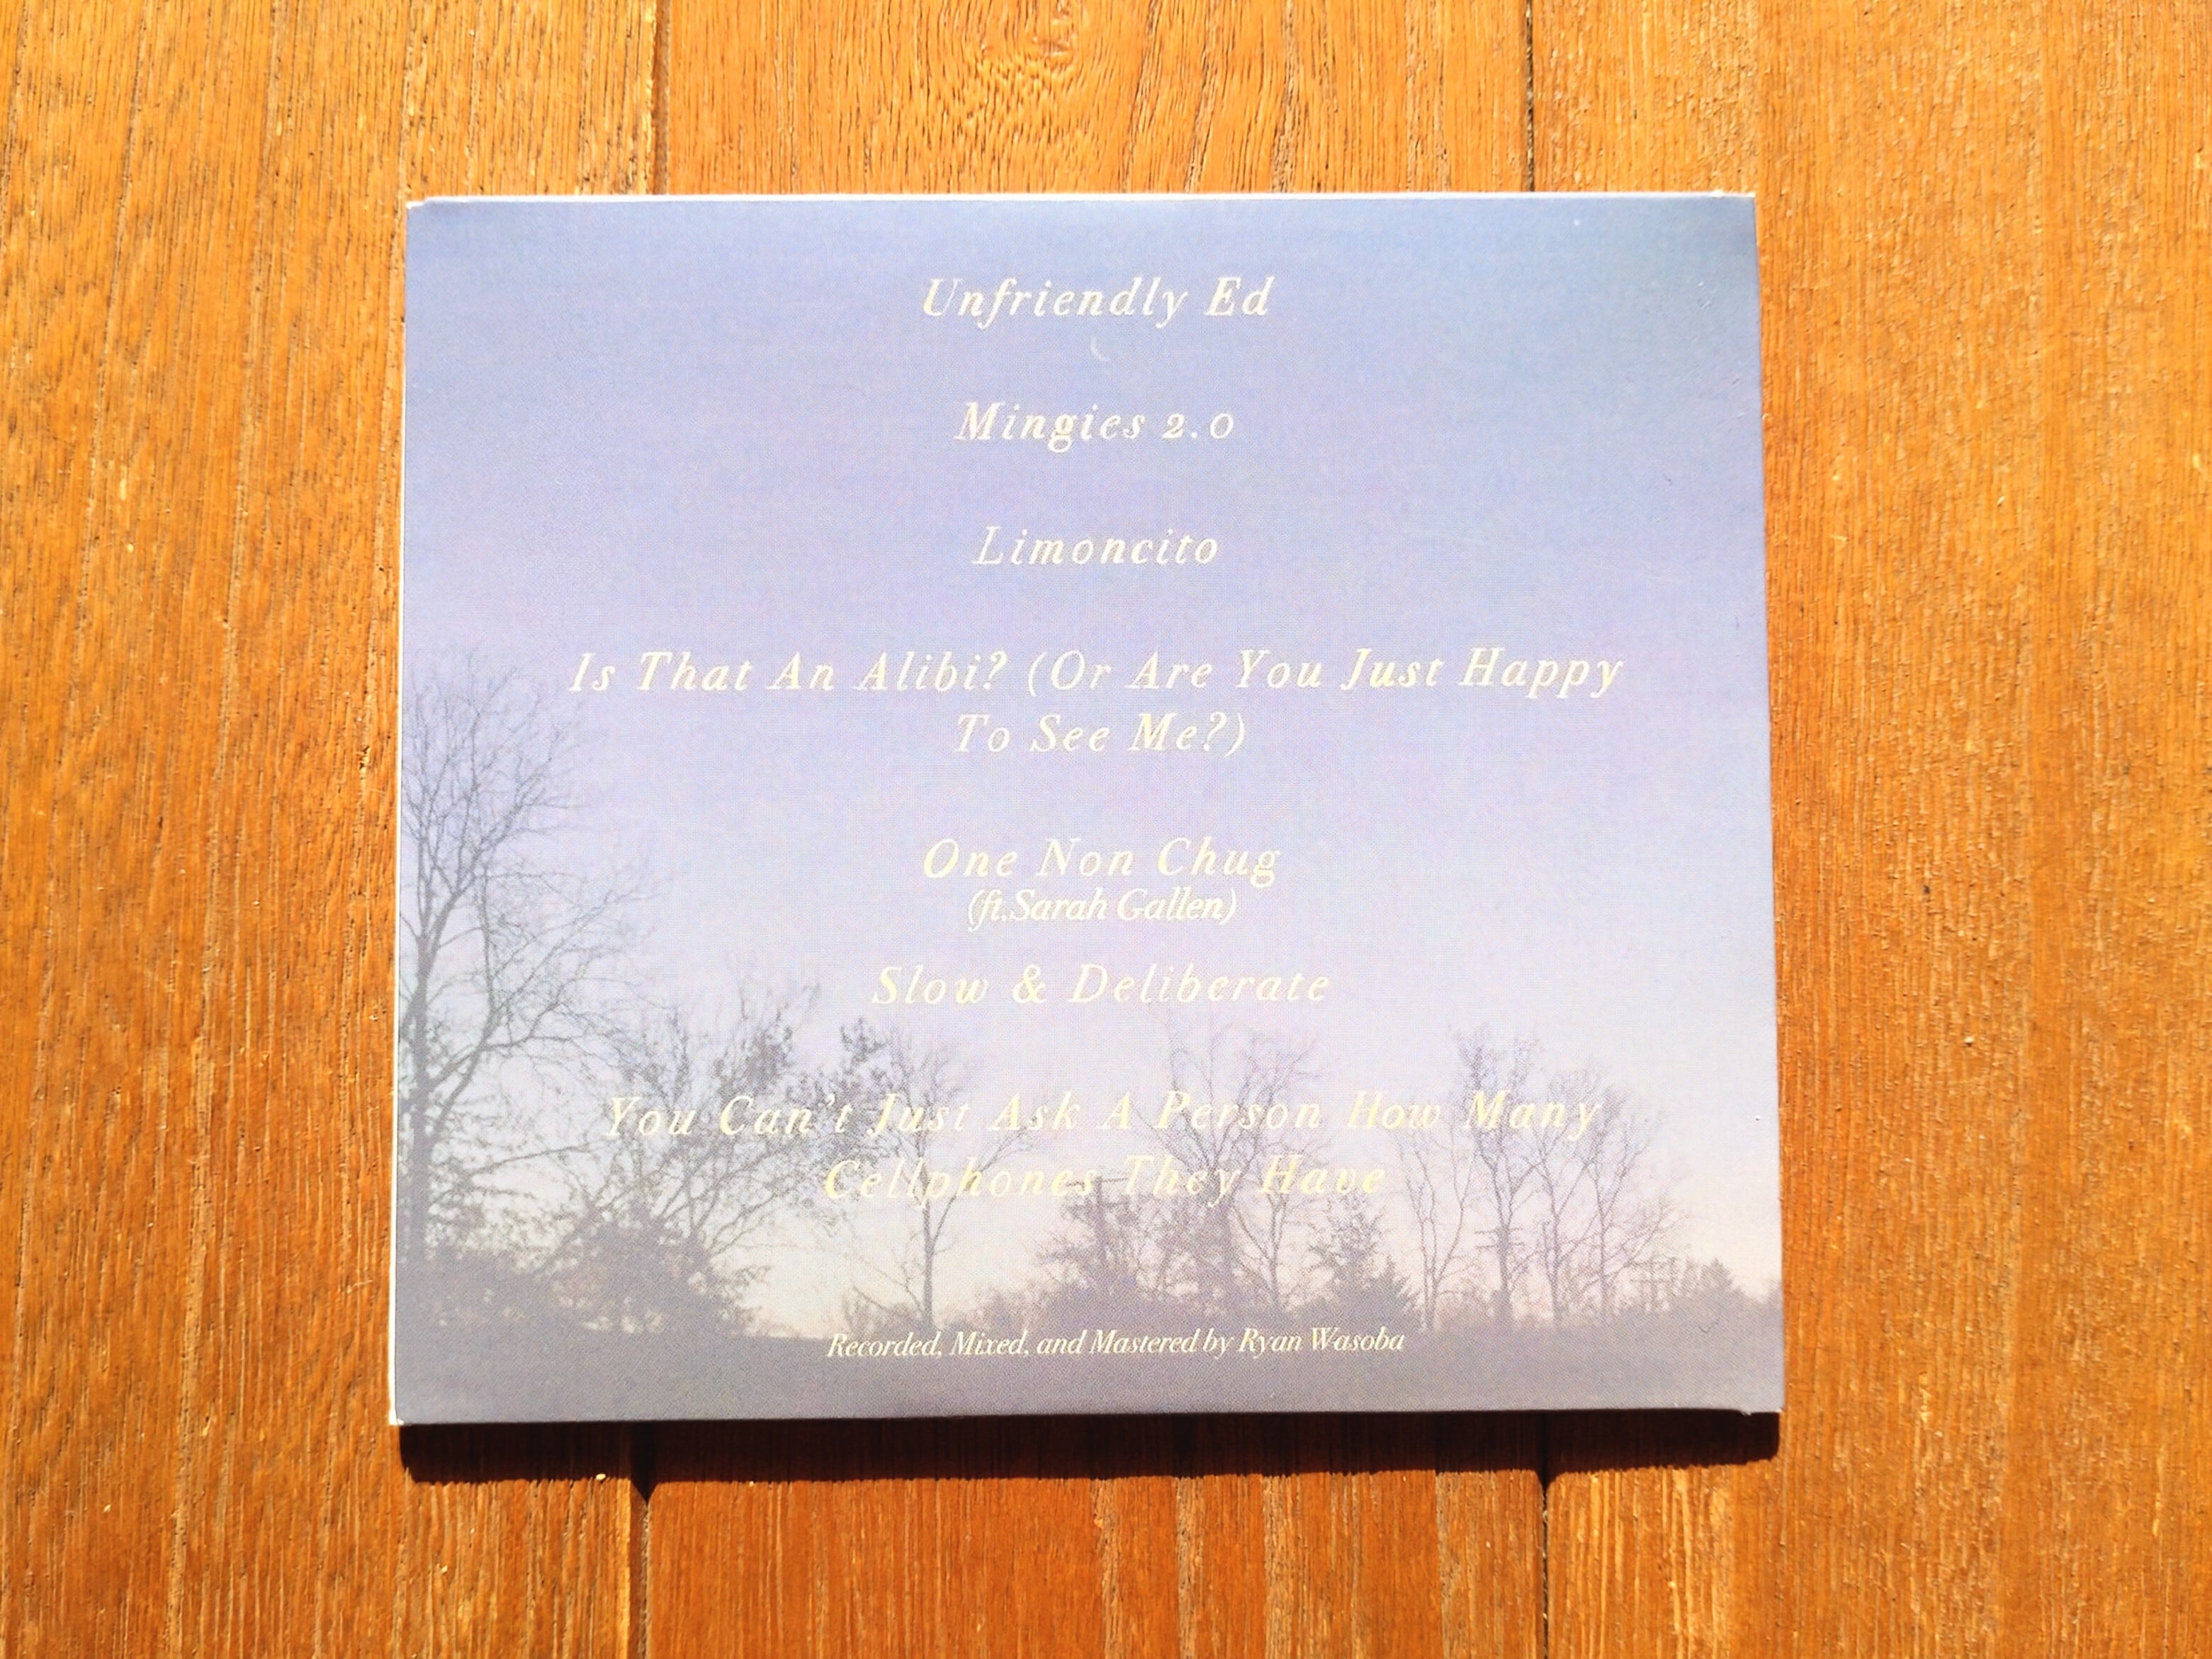 Unfriendly Ed
Mingies 2.0
Limoncito
Is That An Alibi? (Or Are You Just Happy
To See Me?)
One Non Chug
(ft.Sarah Gallen)
Slow & Deliberate
You Can't Just Ask A Person How Many
Cellphones They Have
Recorded, Mixed, and Mastered by Ryan Wasoba